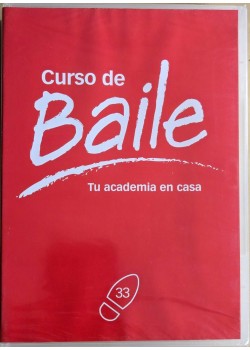 Curso de
Baile
Tu academia en casa
33